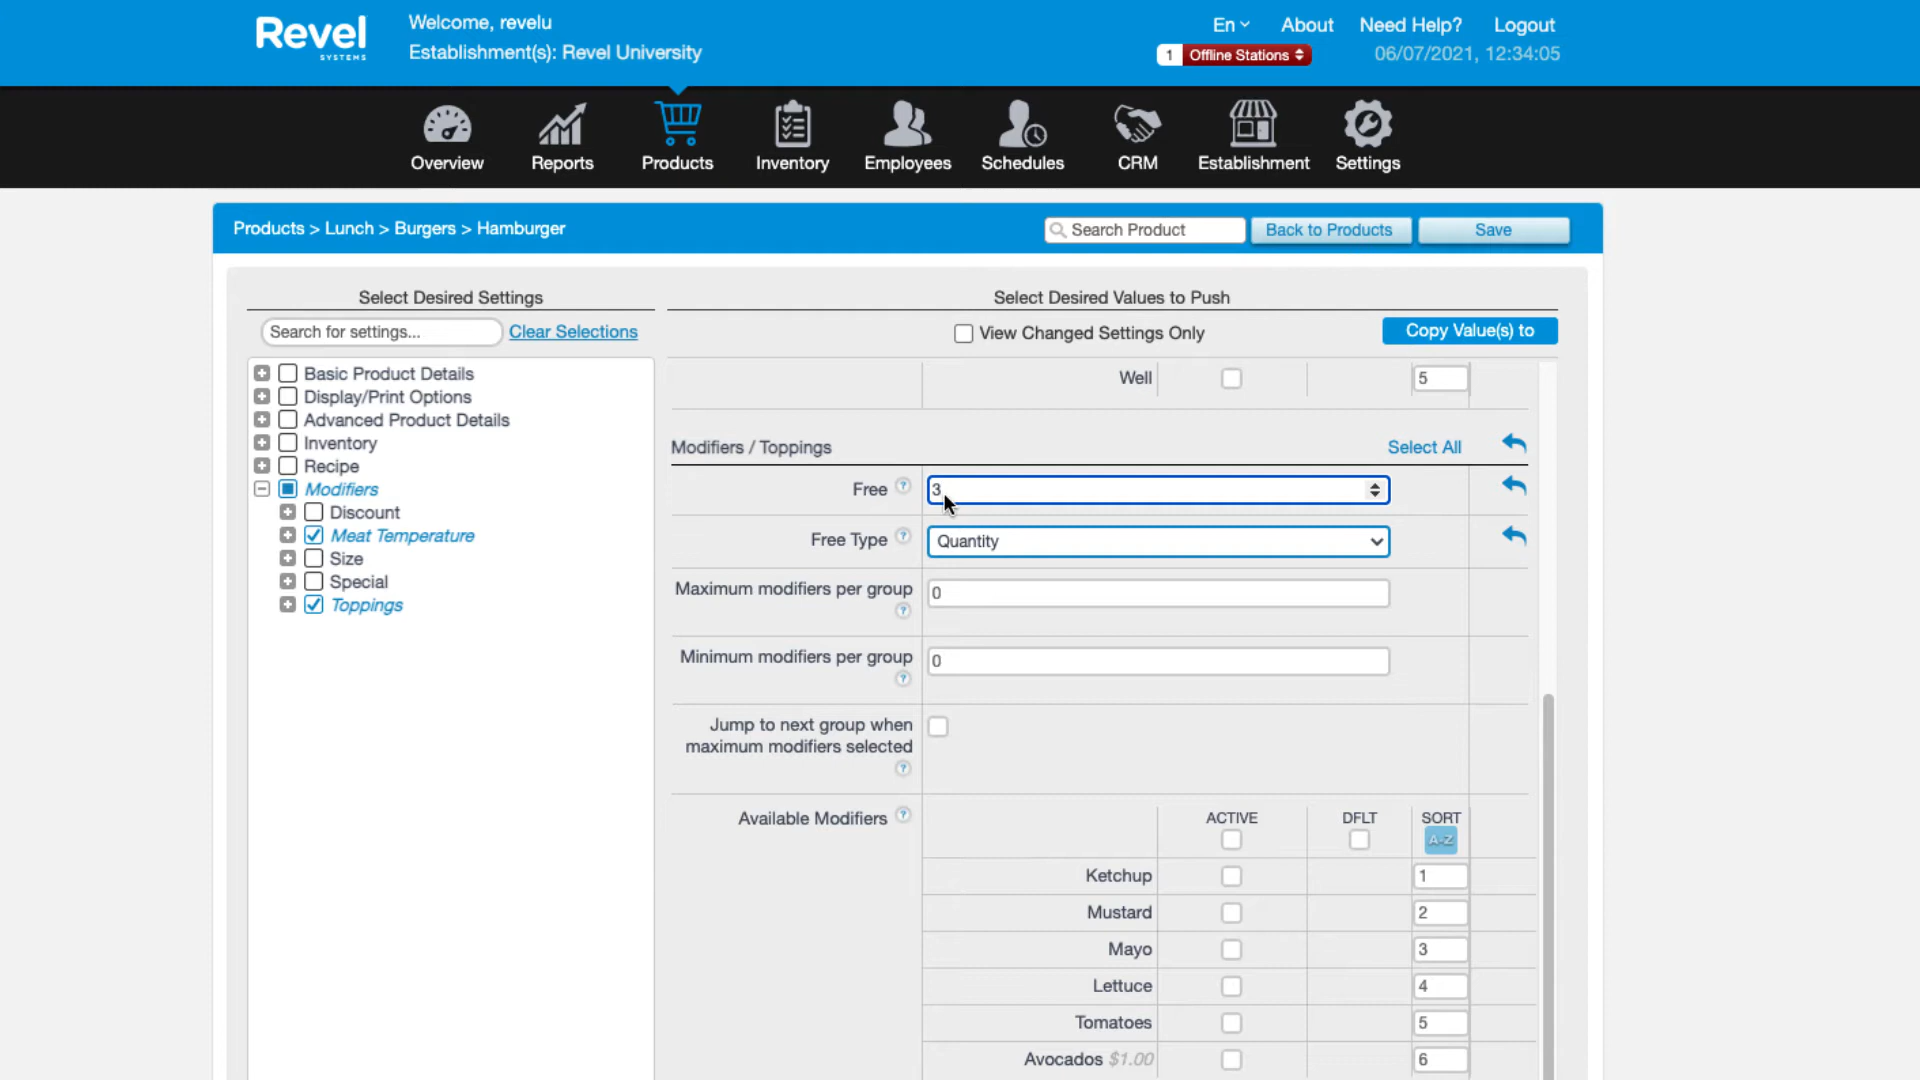 Revel
SYSTEMS
Welcome, revelu
Establishment(s): Revel University
En
About
Need Help?
Logout
1
Offline Stations
06/07/2021, 12:34:05
Overview
Reports
Products
Inventory
Employees
Schedules
CRM
Establishment
Settings
Products > Lunch > Burgers > Hamburger
Search Product
Back to Products
Save
Select Desired Settings
Search for settings...
Clear Selections
Basic Product Details
Display/Print Options
Advanced Product Details
Inventory
Recipe
Modifiers
Discount
Meat Temperature
Size
Special
Toppings
Select Desired Values to Push
View Changed Settings Only
Copy Value(s) to
Well
5
Modifiers / Toppings
Select All
Free ?
3
Free Type ?
Quantity
Maximum modifiers per group
?
0
Minimum modifiers per group
?
0
Jump to next group when
maximum modifiers selected
?
Available Modifiers ?
ACTIVE
DFLT
SORT
A-Z
Ketchup
1
Mustard
2
Mayo
3
Lettuce
4
Tomatoes
5
Avocados $1.00
6